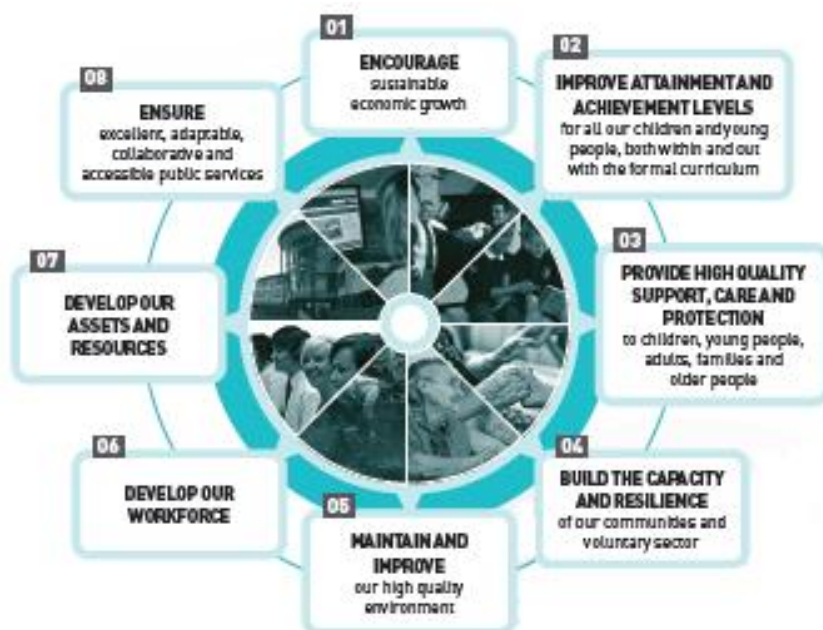 01
ENCOURAGE
sustainable
economic growth
02
IMPROVE ATTAINMENT AND
ACHIEVEMENT LEVELS
for all our children and young
people, both within and out
with the formal curriculum
03
PROVIDE HIGH QUALITY
SUPPORT, CARE AND
PROTECTION
to children, young people,
adults, families and
older people
04
BUILD THE CAPACITY
AND RESILIENCE
of our communities and
voluntary sector
05
MAINTAIN AND
IMPROVE
our high quality
environment
06
DEVELOP OUR
WORKFORCE
07
DEVELOP OUR
ASSETS AND
RESOURCES
08
ENSURE
excellent, adaptable,
collaborative and
accessible public services